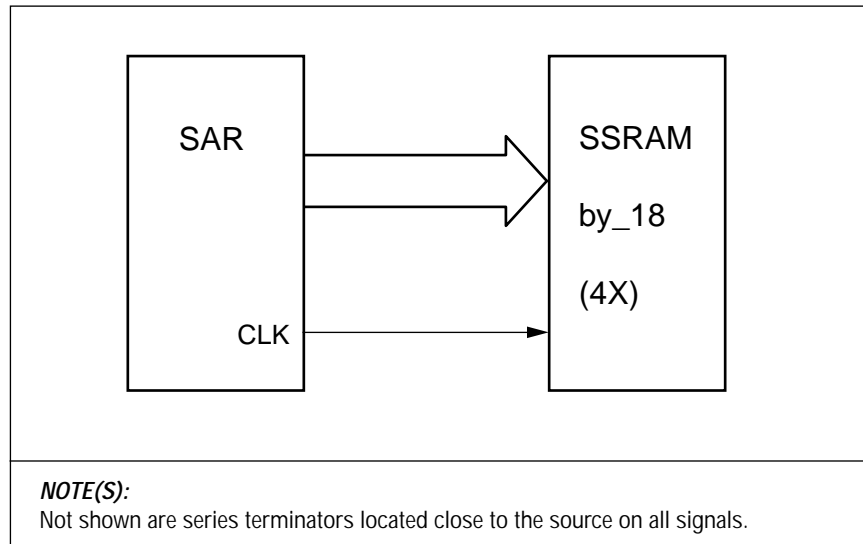 SAR
SSRAM
by_18
(4X)
CLK
NOTE(S):
Not shown are series terminators located close to the source on all signals.